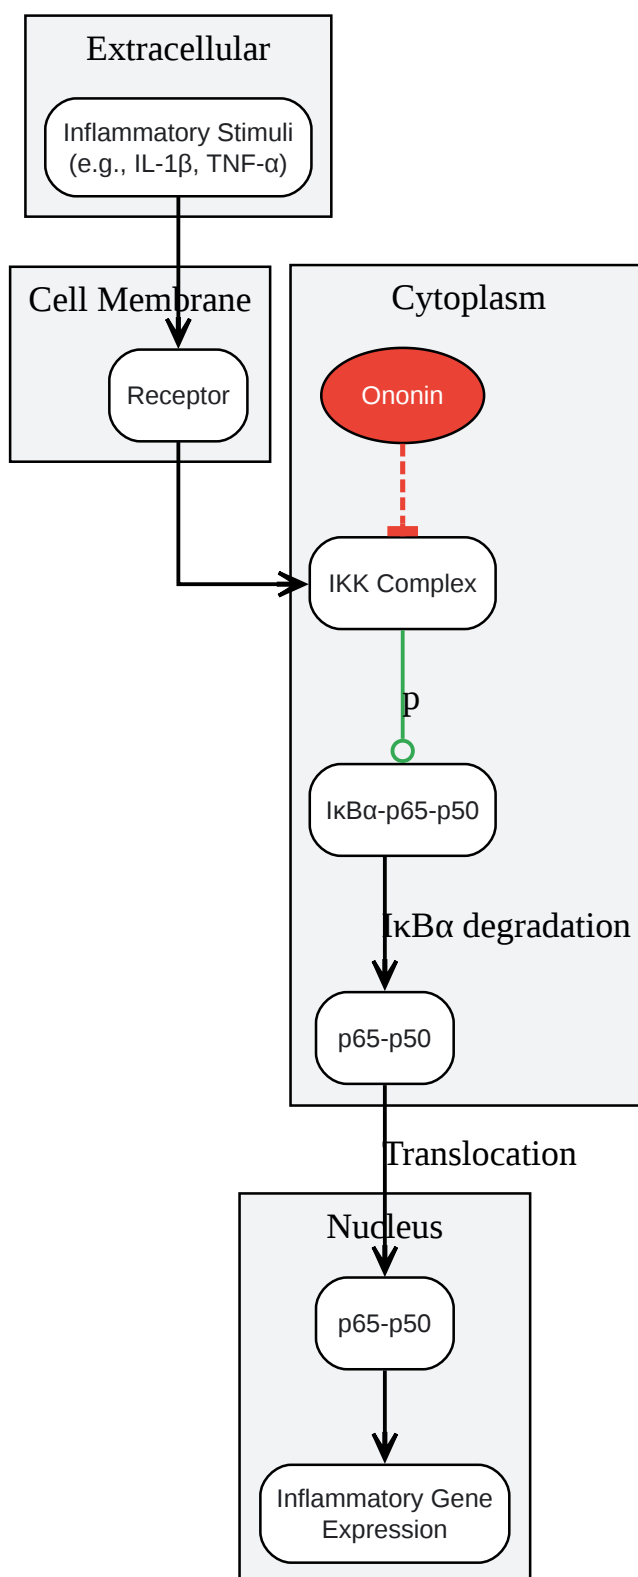 Extracellular
Inflammatory Stimuli
(e.g., IL-1β, TNF-α)
Cell Membrane
Receptor
Cytoplasm
Ononin
IKK Complex
p
IκBα-p65-p50
IκBα degradation
p65-p50
Translocation
Nucleus
p65-p50
Inflammatory Gene
Expression